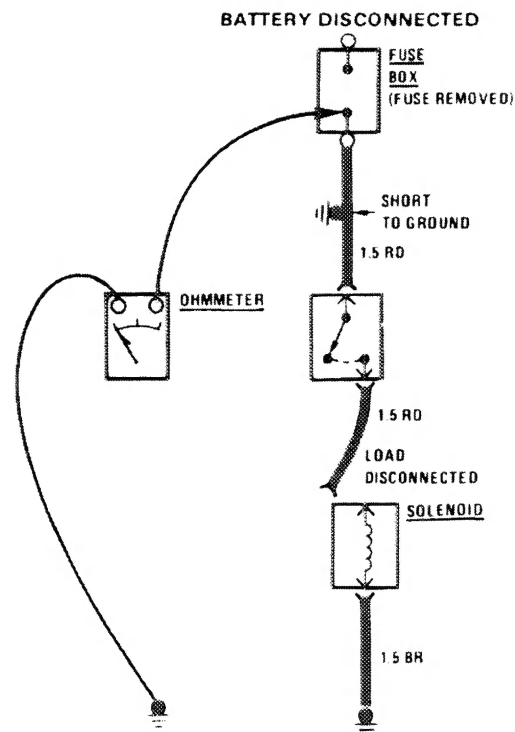 BATTERY DISCONNECTED
FUSE
BOX
(FUSE REMOVED)
SHORT
TO GROUND
1.5 RD
OHMMETER
1.5 RD
LOAD
DISCONNECTED
SOLENOID
1.5 BR